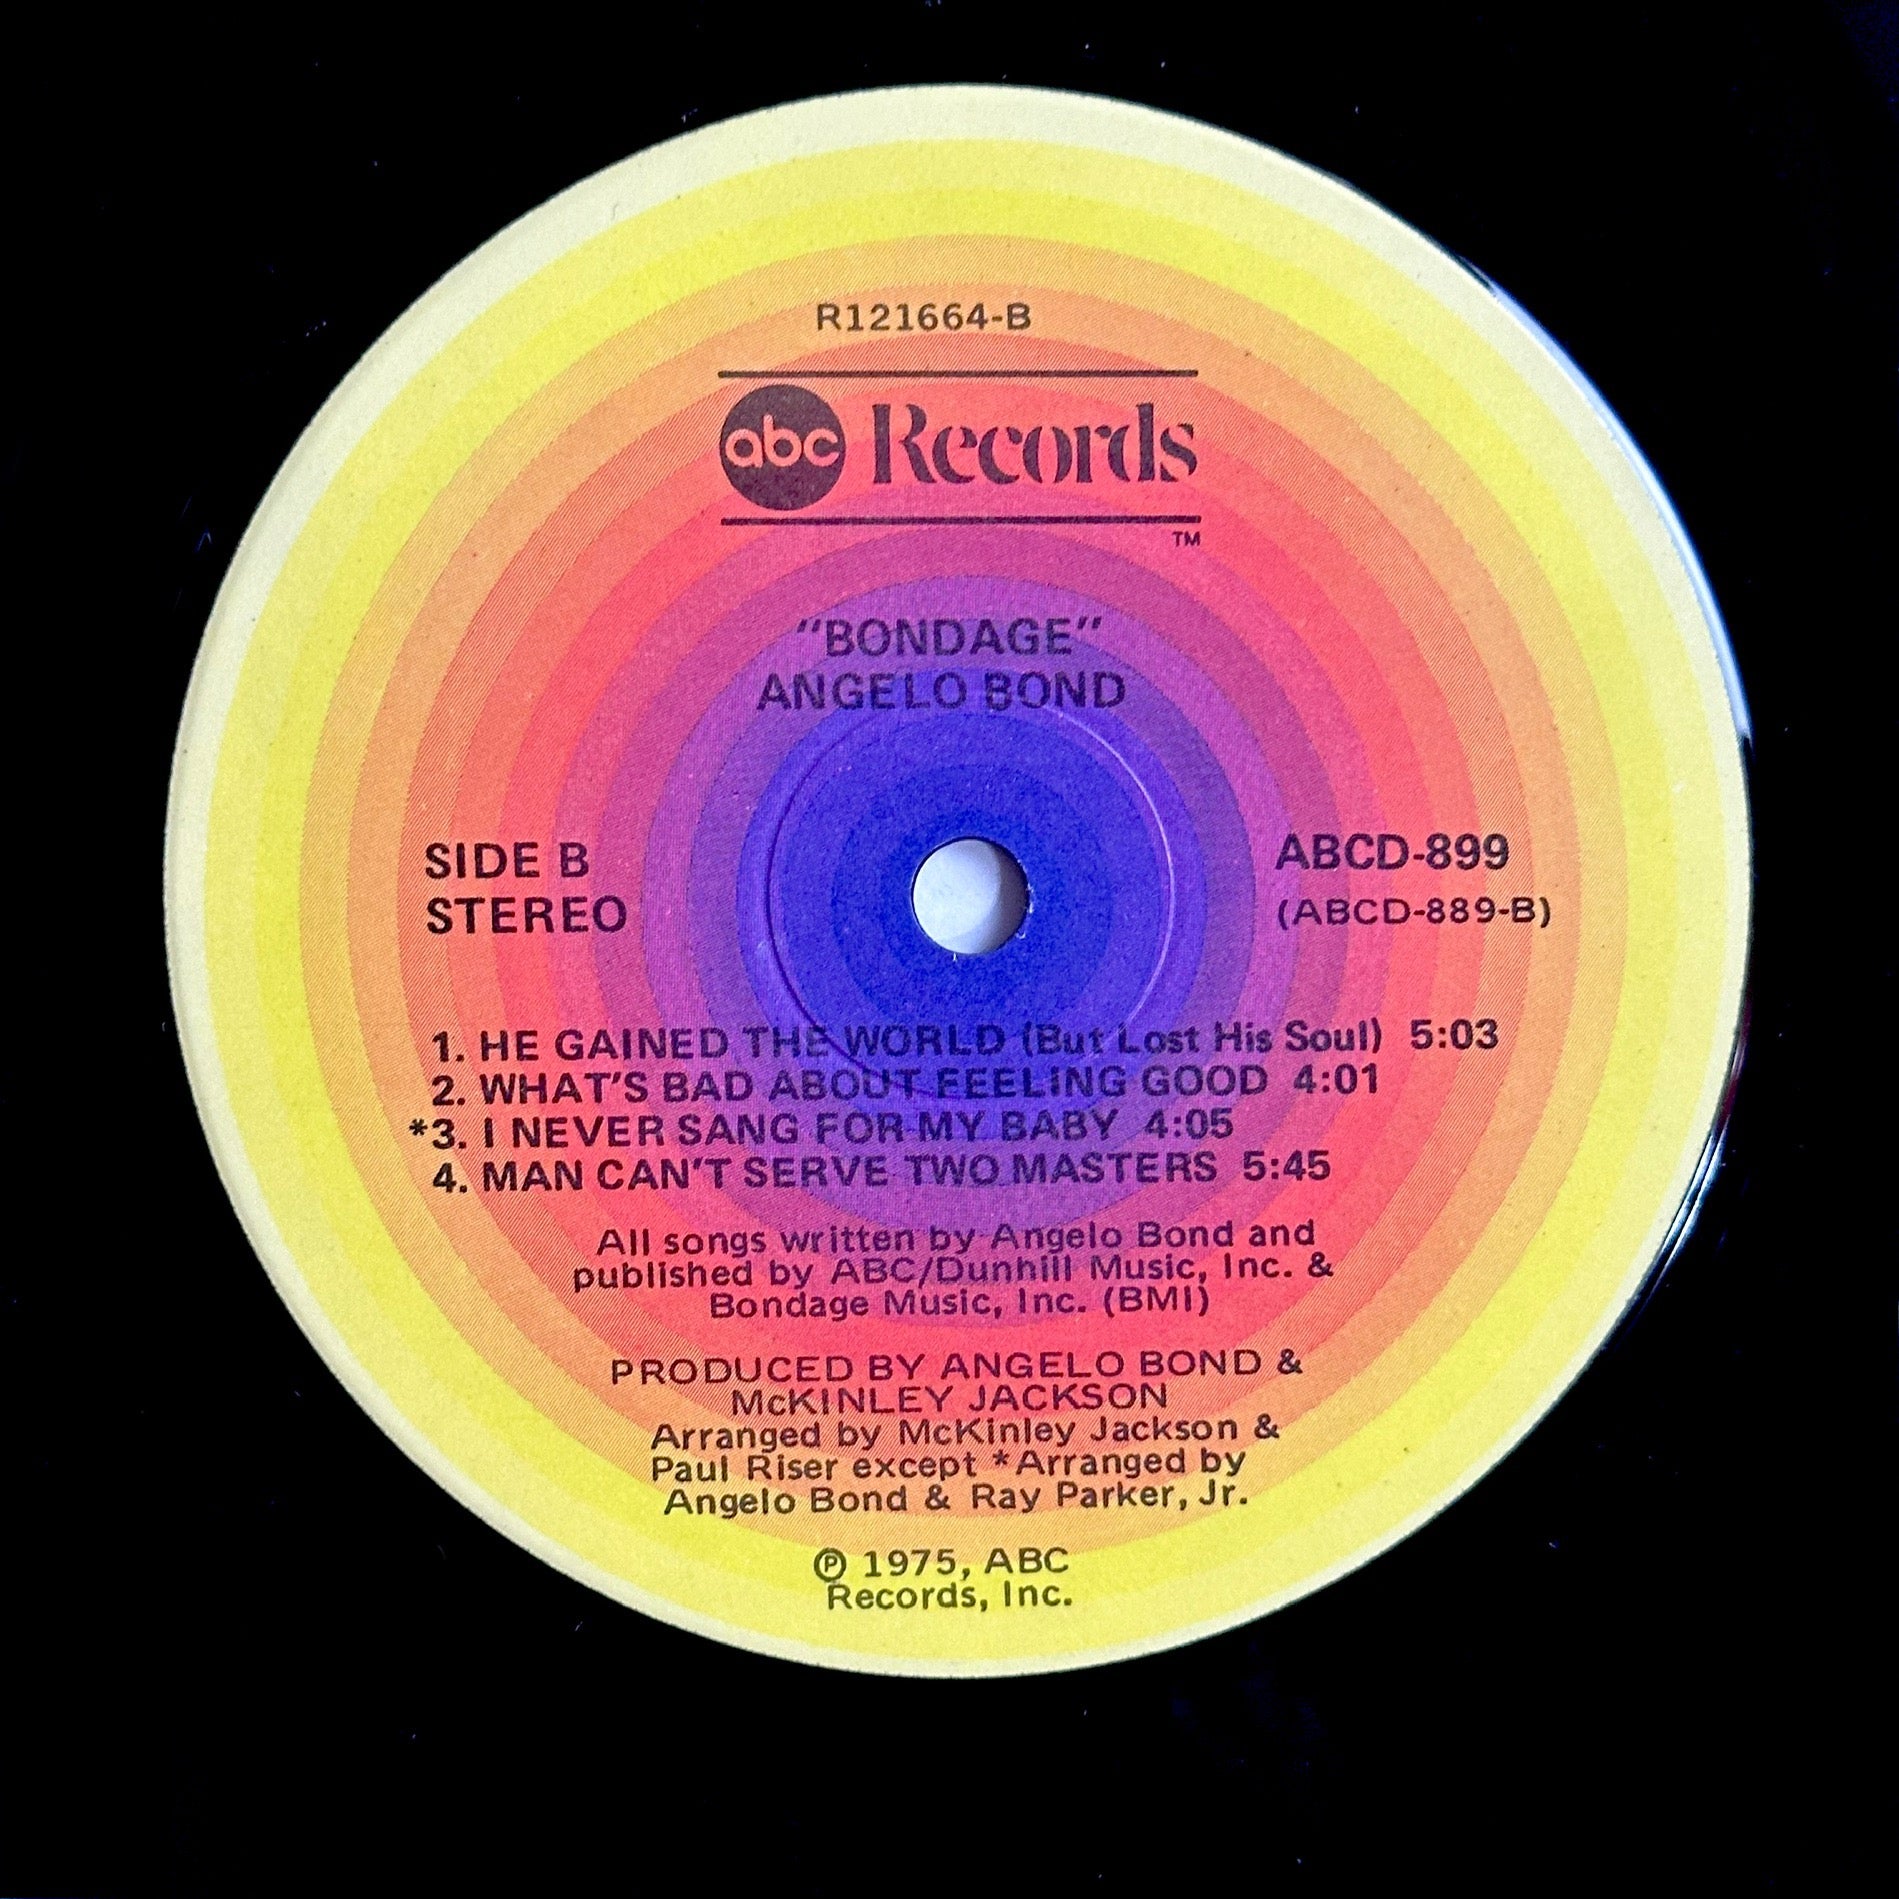 R121664-B
abc Records
TM
"BONDAGE"
ANGELO BOND
SIDE B
STEREO
ABCD-899
(ABCD-889-B)
1. HE GAINED THE WORLD (But Lost His Soul) 5:03
2. WHAT'S BAD ABOUT FEELING GOOD 4:01
*3. I NEVER SANG FOR MY BABY 4:05
4. MAN CAN'T SERVE TWO MASTERS 5:45
All songs written by Angelo Bond and
published by ABC/Dunhill Music, Inc. &
Bondage Music, Inc. (BMI)
PRODUCED BY ANGELO BOND &
McKINLEY JACKSON
Arranged by McKinley Jackson &
Paul Riser except *Arranged by
Angelo Bond & Ray Parker, Jr.
℗ 1975, ABC
Records, Inc.